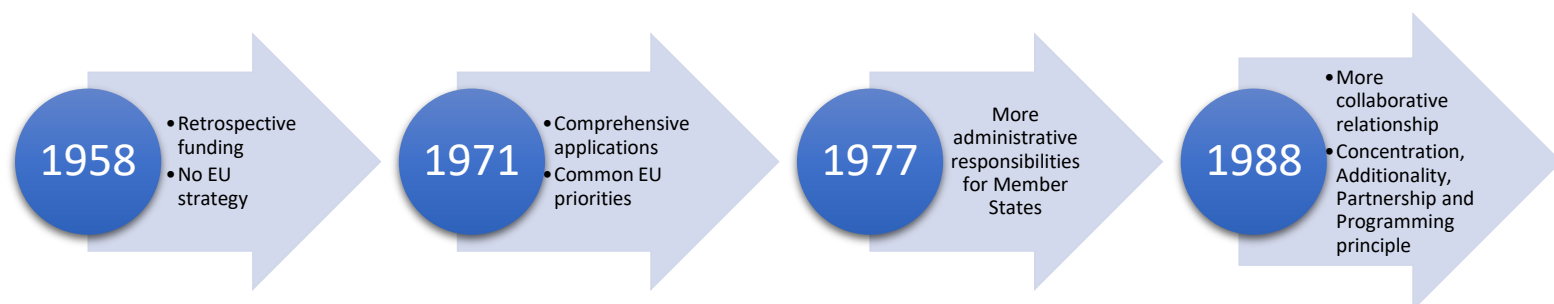 1958
•Retrospective
funding
•No EU
strategy
1971
•Comprehensive
applications
•Common EU
priorities
1977
More
administrative
responsibilities
for Member
States
1988
•More
collaborative
relationship
•Concentration,
Additionality,
Partnership and
Programming
principle